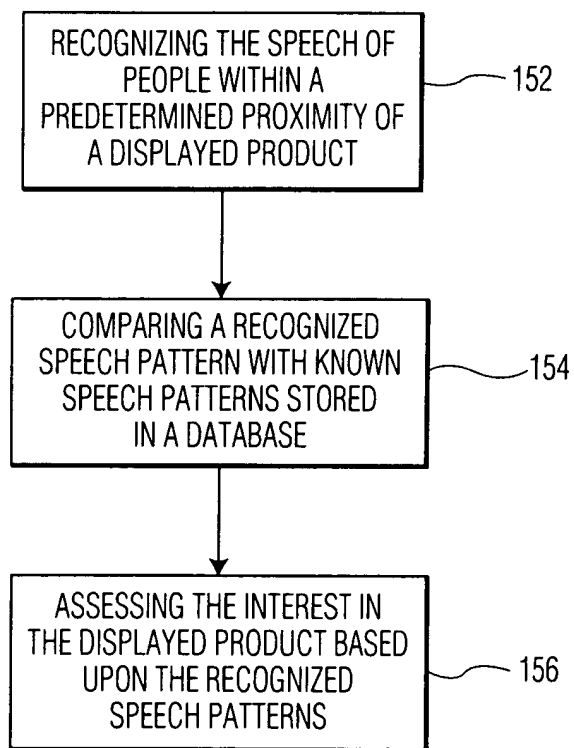 RECOGNIZING THE SPEECH OF
PEOPLE WITHIN A
PREDETERMINED PROXIMITY OF
A DISPLAYED PRODUCT
152
COMPARING A RECOGNIZED
SPEECH PATTERN WITH KNOWN
SPEECH PATTERNS STORED
IN A DATABASE
154
ASSESSING THE INTEREST IN
THE DISPLAYED PRODUCT BASED
UPON THE RECOGNIZED
SPEECH PATTERNS
156